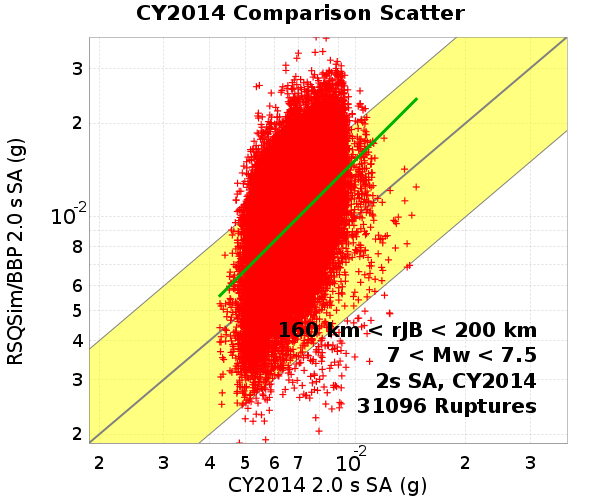 CY2014 Comparison Scatter
RSQSim/BBP 2.0 s SA (g)
3
2
10-2
8
6
5
4
3
2
160 km < rJB < 200 km
7 < Mw < 7.5
2s SA, CY2014
31096 Ruptures
2 3 4 5 6 7 10-2 2 3
CY2014 2.0 s SA (g)